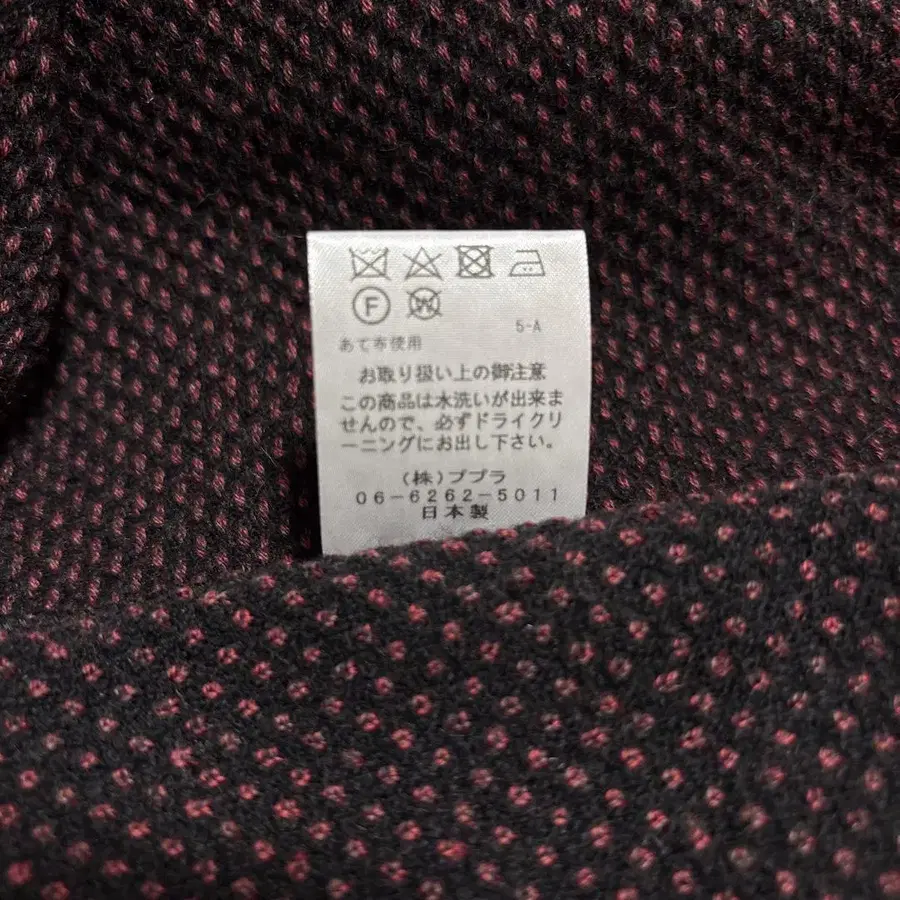 F W
5-A
あて布使用
お取り扱い上の御注意
この商品は水洗いが出来ま
せんので、必ずドライクリ
ーニングにお出し下さい。
(株)ププラ
06-6262-5011
日本製